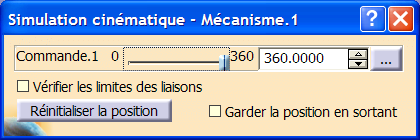 Simulation cinématique - Mécanisme.1
Commande.1 0 360 360.0000 ...
Vérifier les limites des liaisons
Réinitialiser la position Garder la position en sortant